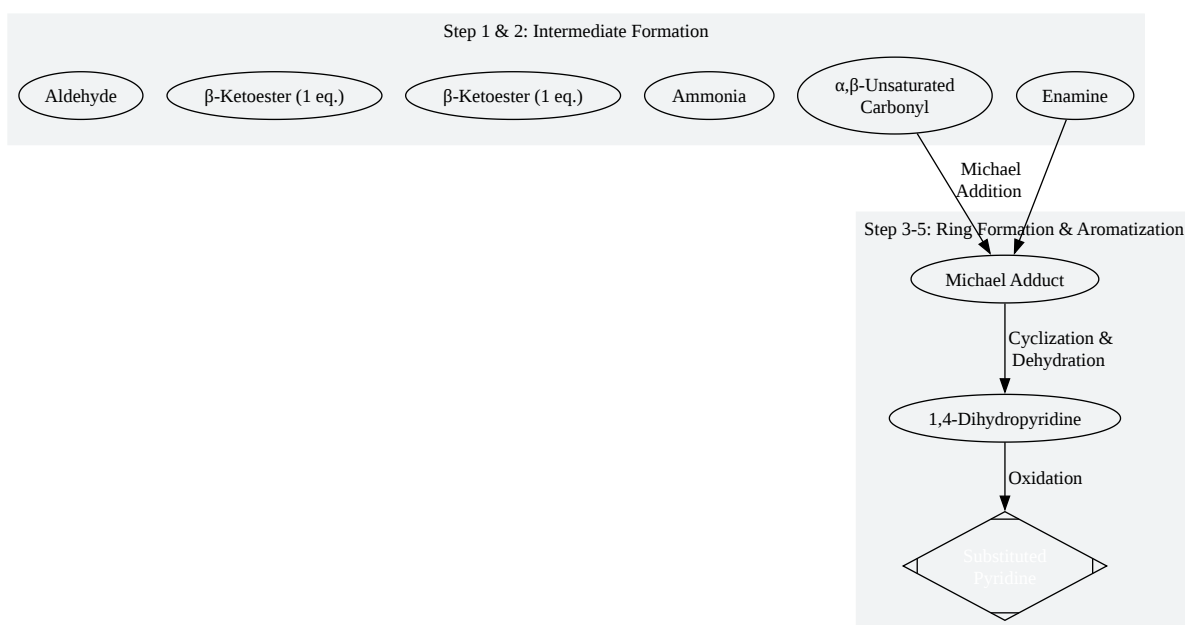 Step 1 & 2: Intermediate Formation
Aldehyde
β-Ketoester (1 eq.)
β-Ketoester (1 eq.)
Ammonia
α,β-Unsaturated
Carbonyl
Enamine
Michael
Addition
Step 3-5: Ring Formation & Aromatization
Michael Adduct
Cyclization &
Dehydration
1,4-Dihydropyridine
Oxidation
Substituted
Pyridine